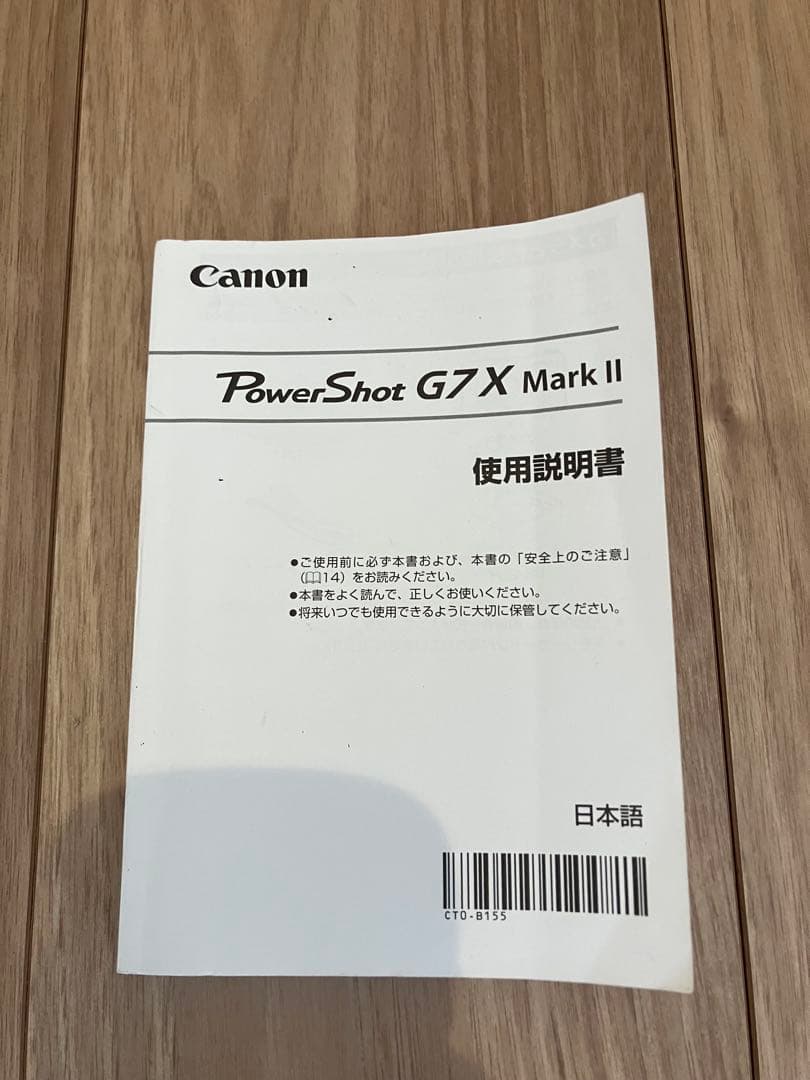 Canon
PowerShot G7 X Mark II
使用説明書
●ご使用前に必ず本書および、本書の「安全上のご注意」
（📖14）をお読みください。
●本書をよく読んで、正しくお使いください。
●将来いつでも使用できるように大切に保管してください。
日本語
CT0-B155